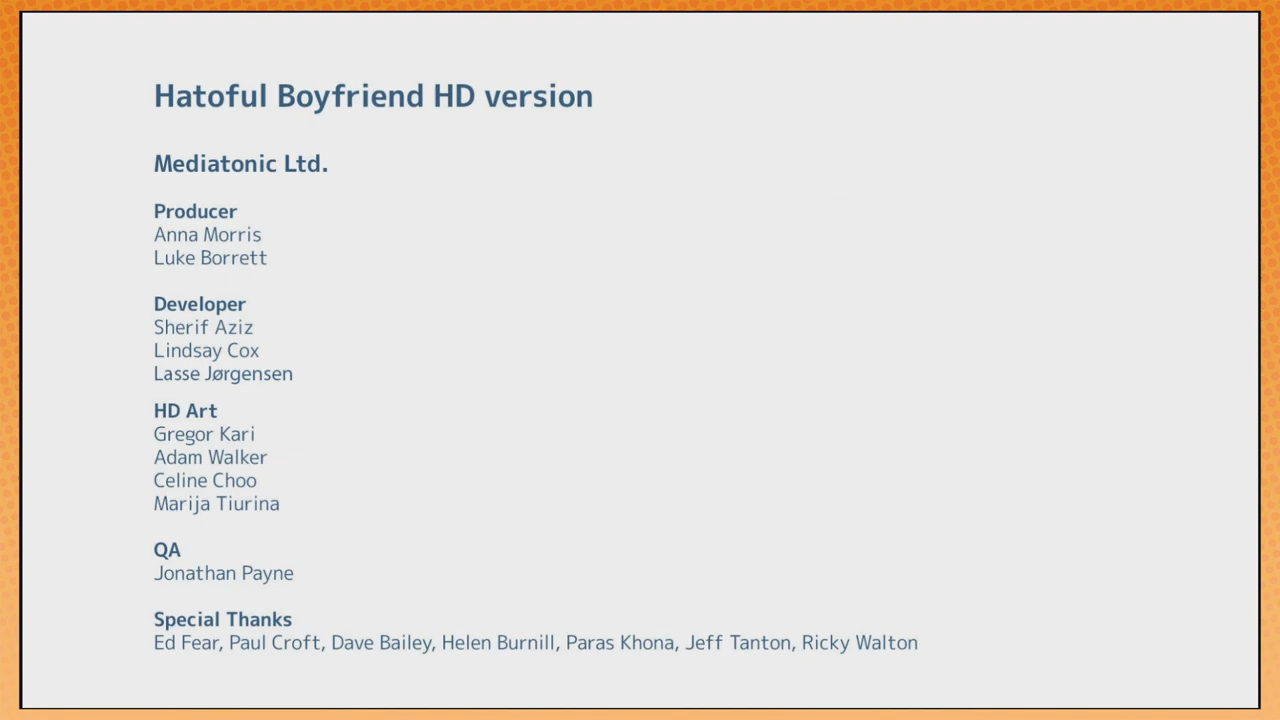 Hatoful Boyfriend HD version
Mediatonic Ltd.
Producer
Anna Morris
Luke Borrett
Developer
Sherif Aziz
Lindsay Cox
Lasse Jørgensen
HD Art
Gregor Kari
Adam Walker
Celine Choo
Marija Tiurina
QA
Jonathan Payne
Special Thanks
Ed Fear, Paul Croft, Dave Bailey, Helen Burnill, Paras Khona, Jeff Tanton, Ricky Walton